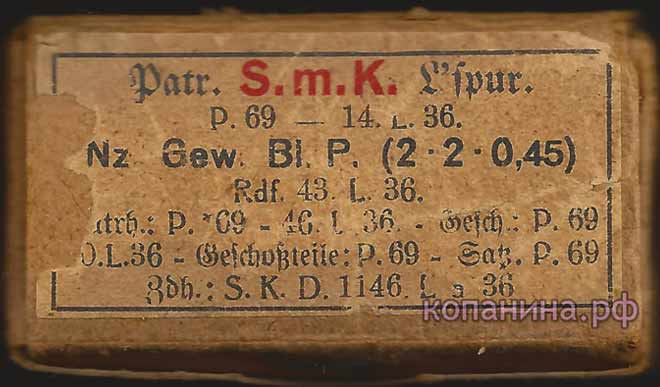 Patr. S.m.K. L'spur.
P. 69 — 14. L. 36.
Nz. Gew. Bl. P. (2·2·0,45)
Rdf. 43. L. 36.
atrh.: P. 69 - 46. L. 36. - Gesch.: P. 69
O.L.36 - Geschoßteile: P. 69 - Satz. P. 69
Zdh.: S. K. D. 1146. L. 36
копанина.рф